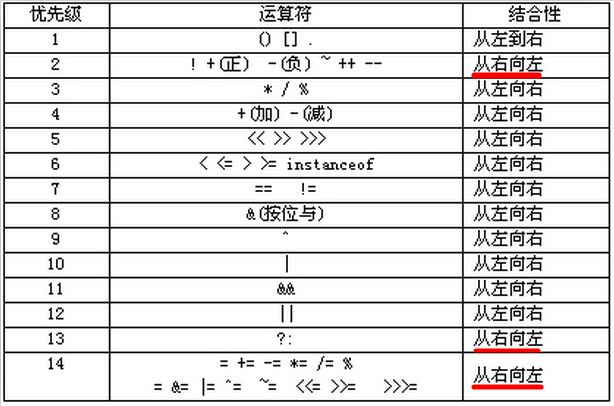 优先级 运算符 结合性
1 () [] . 从左到右
2 ! +(正) -(负) ~ ++ -- 从右向左
3 * / % 从左向右
4 +(加) -(减) 从左向右
5 << >> >>> 从左向右
6 < <= > >= instanceof 从左向右
7 == != 从左向右
8 &(按位与) 从左向右
9 ^ 从左向右
10 | 从左向右
11 && 从左向右
12 || 从左向右
13 ?: 从右向左
14 = += -= *= /= % 从右向左
= &= |= ^= ~= <<= >>= >>>=